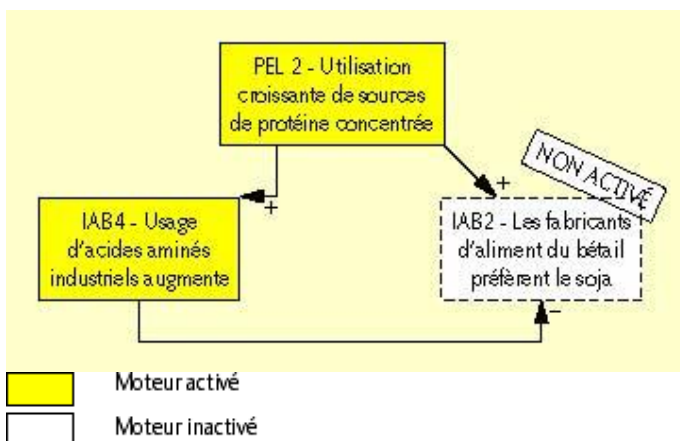 PEL 2 - Utilisation
croissante de sources
de protéine concentrée
NON ACTIVÉ
+
+
IAB4 - Usage
d'acides aminés
industriels augmente
IAB2 - Les fabricants
d'aliment du bétail
préfèrent le soja
-
Moteur activé
Moteur inactivé